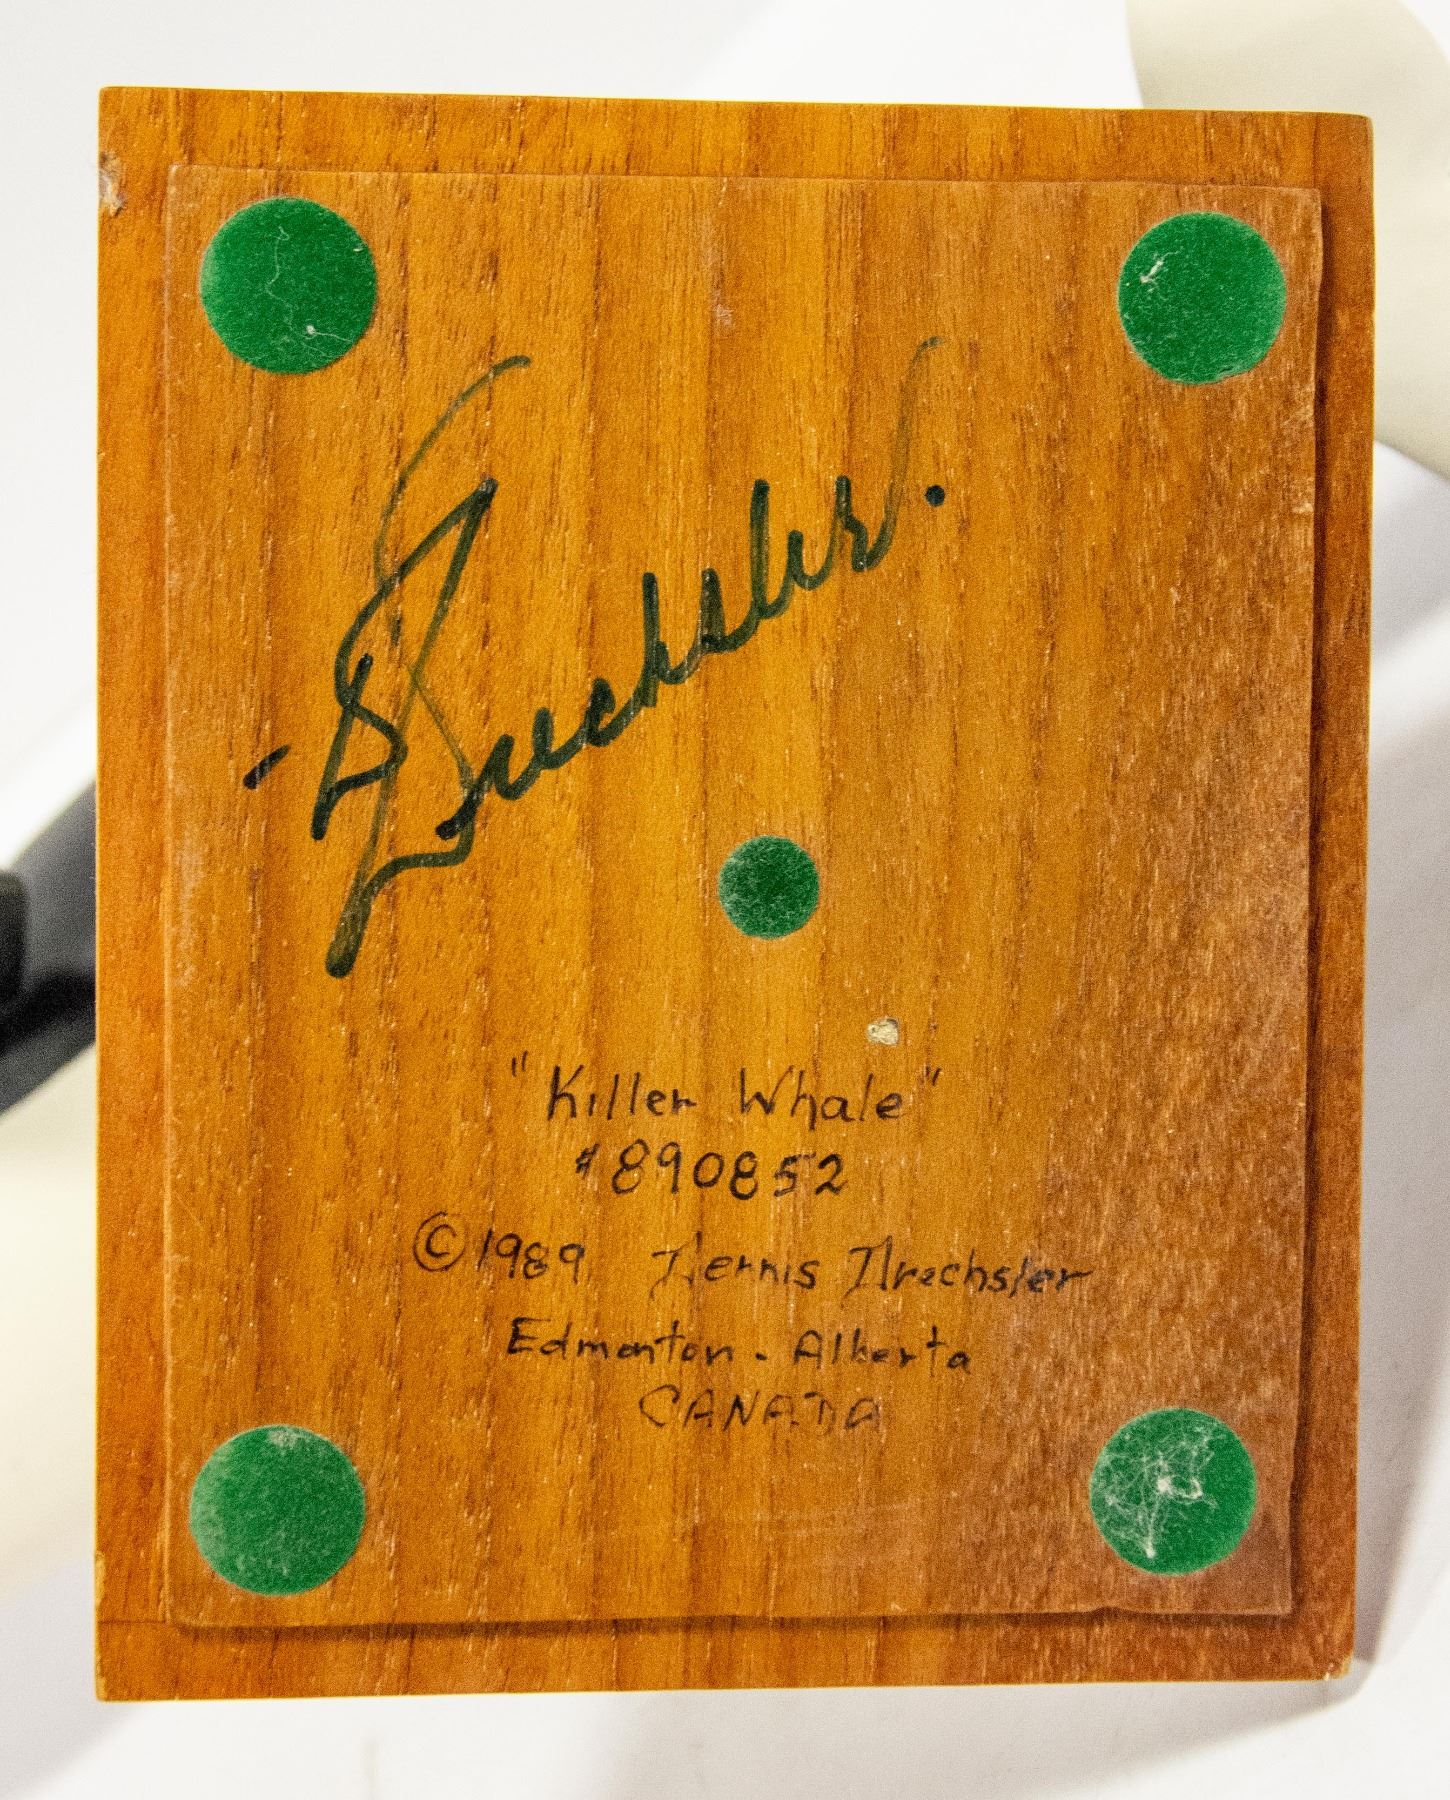 - D Drechsler.
"Killer Whale"
#890852
©1989 Dennis Drechsler
Edmonton - Alberta
CANADA